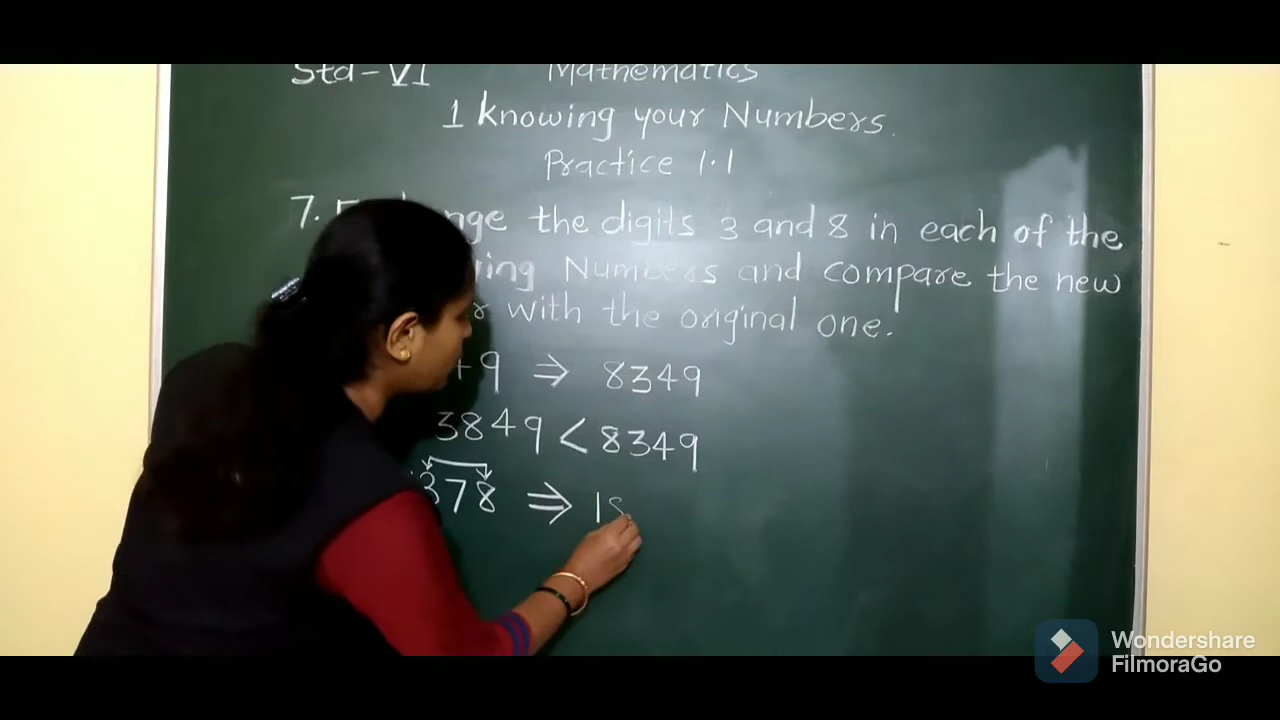 Std-VI Mathematics
1 knowing your Numbers.
Practice 1.1
7. the digits 3 and 8 in each of the
Numbers and compare the new
with the original one.
9 ⇒ 8349
3849 < 8349
378 ⇒ 18
Wondershare
FilmoraGo